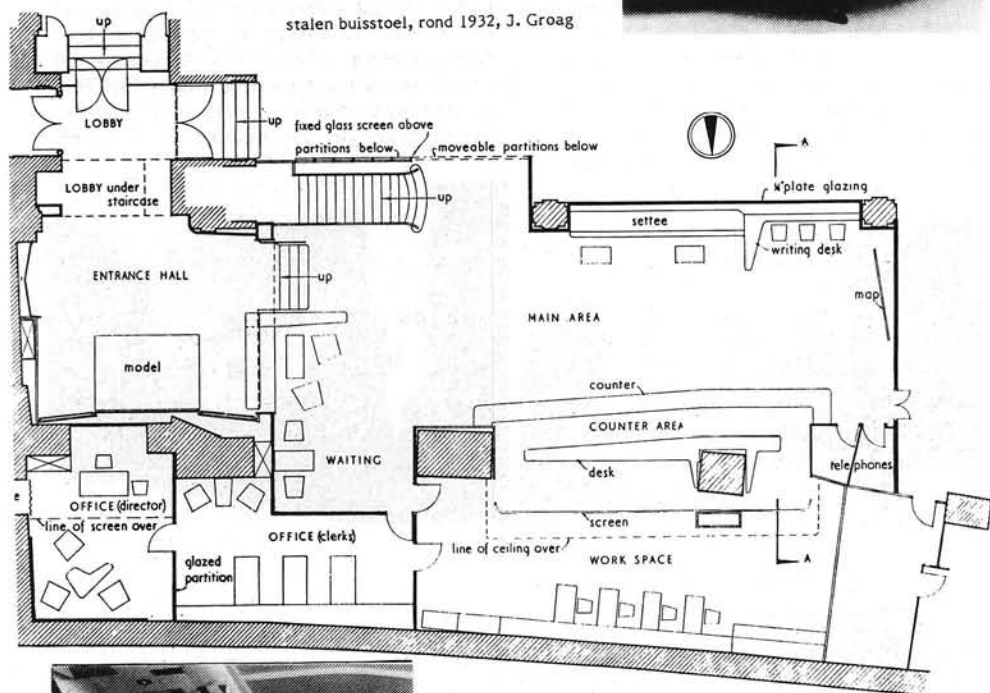 stalen buisstoel, rond 1932, J. Groag
up
LOBBY
up
fixed glass screen above
partitions below
moveable partitions below
A
LOBBY under
staircase
up
¼" plate glazing
settee
writing desk
ENTRANCE HALL
up
map
MAIN AREA
model
counter
COUNTER AREA
WAITING
desk
telephones
e
OFFICE (director)
line of screen over
screen
OFFICE (clerks)
line of ceiling over
glazed
partition
WORK SPACE
A